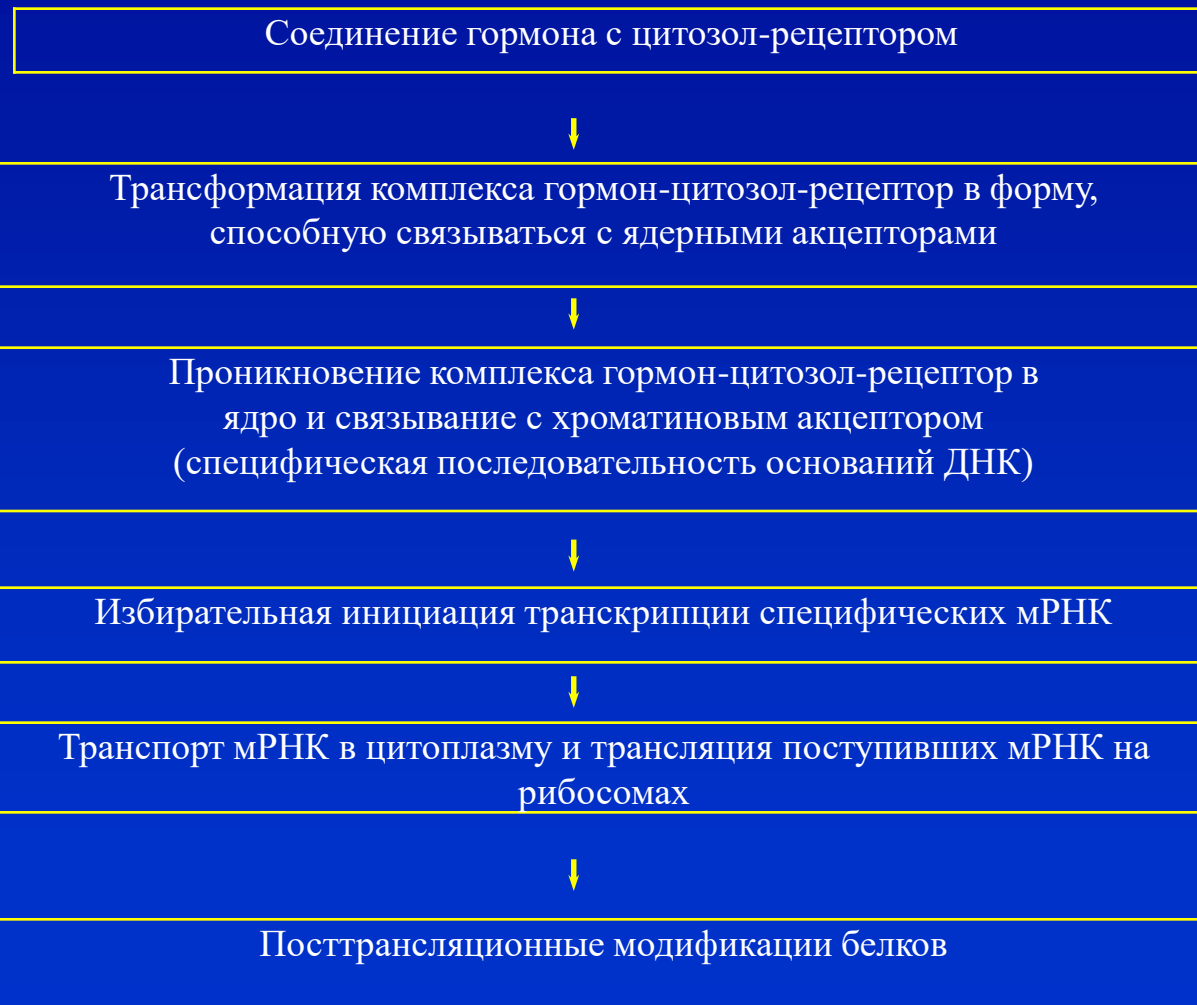 Соединение гормона с цитозол-рецептором
Трансформация комплекса гормон-цитозол-рецептор в форму,
способную связываться с ядерными акцепторами
Проникновение комплекса гормон-цитозол-рецептор в
ядро и связывание с хроматиновым акцептором
(специфическая последовательность оснований ДНК)
Избирательная инициация транскрипции специфических мРНК
Транспорт мРНК в цитоплазму и трансляция поступивших мРНК на
рибосомах
Посттрансляционные модификации белков